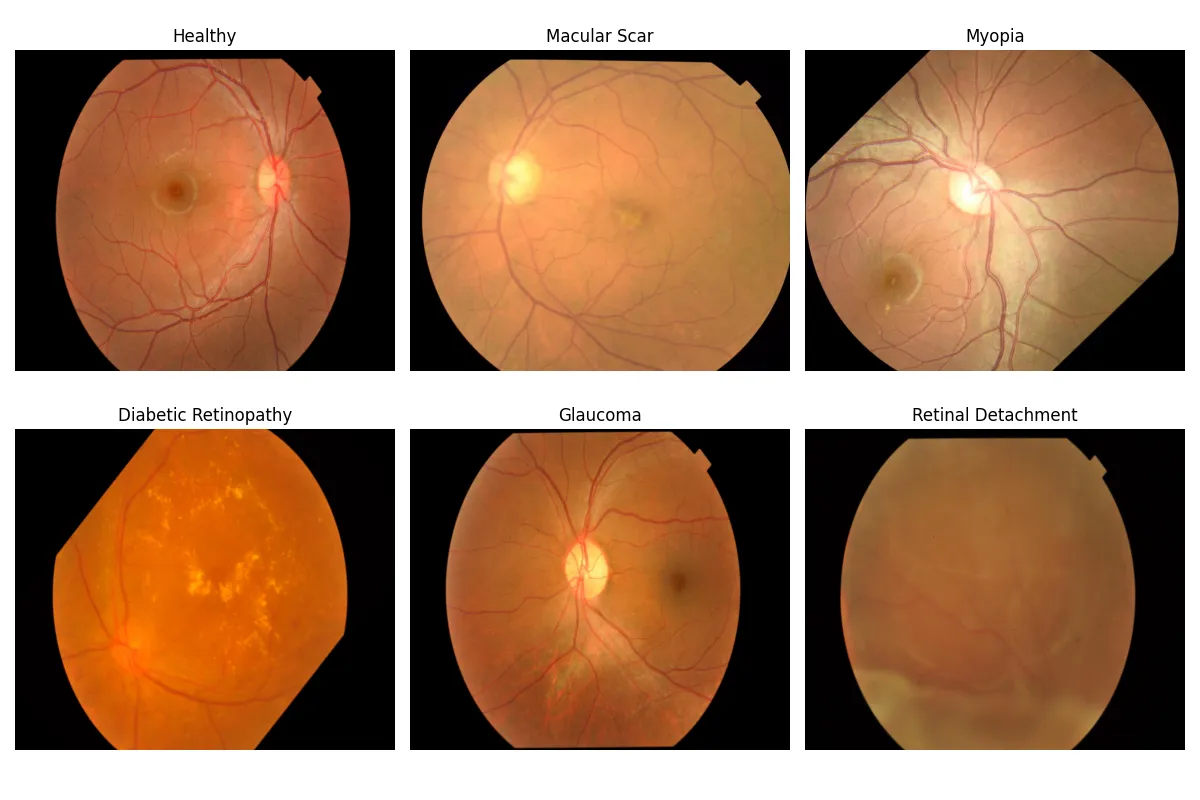 Healthy
Macular Scar
Myopia
Diabetic Retinopathy
Glaucoma
Retinal Detachment